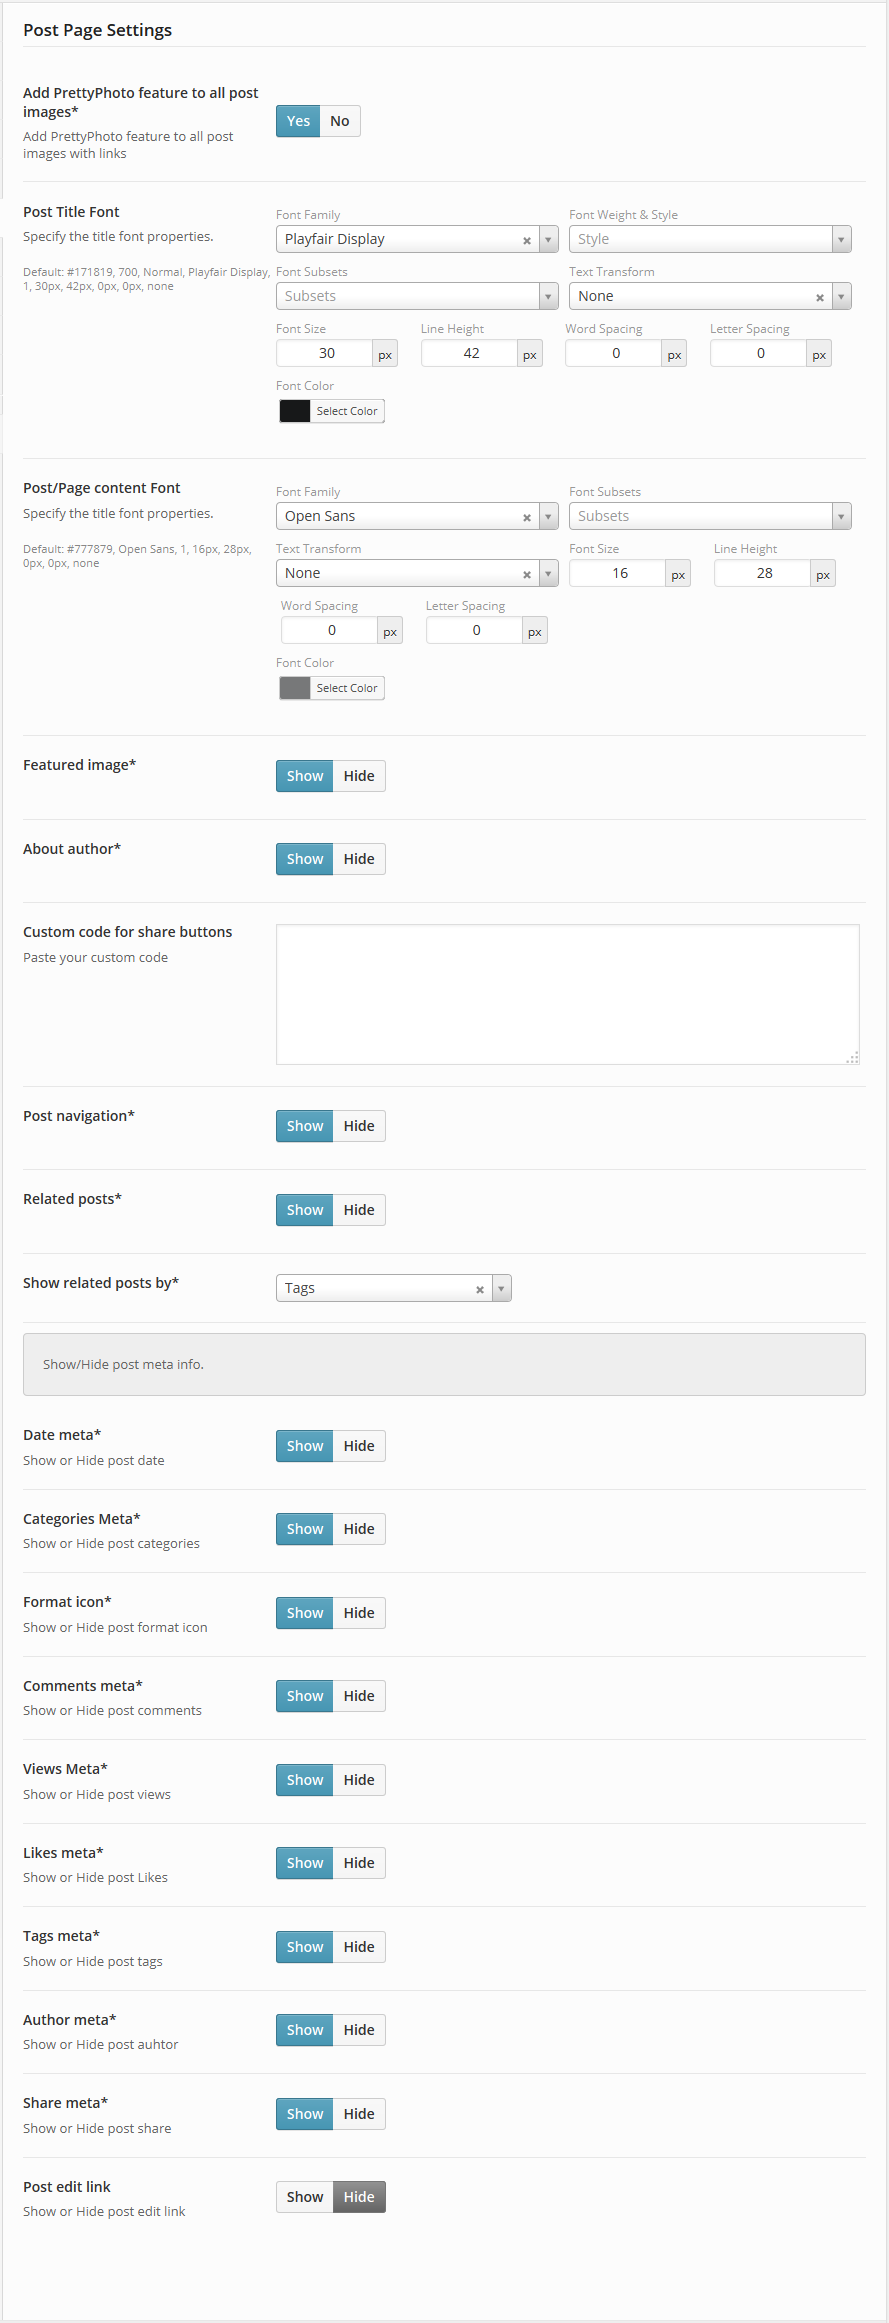 Post Page Settings
Add PrettyPhoto feature to all post
images*
Add PrettyPhoto feature to all post
images with links
Yes No
Post Title Font
Specify the title font properties.
Default: #171819, 700, Normal, Playfair Display,
1, 30px, 42px, 0px, 0px, none
Font Family Font Weight & Style
Playfair Display Style
Font Subsets Text Transform
Subsets None
Font Size Line Height Word Spacing Letter Spacing
30 px 42 px 0 px 0 px
Font Color
Select Color
Post/Page content Font
Specify the title font properties.
Default: #777879, Open Sans, 1, 16px, 28px,
0px, 0px, none
Font Family Font Subsets
Open Sans Subsets
Text Transform Font Size Line Height
None 16 px 28 px
Word Spacing Letter Spacing
0 px 0 px
Font Color
Select Color
Featured image*
Show Hide
About author*
Show Hide
Custom code for share buttons
Paste your custom code
Post navigation*
Show Hide
Related posts*
Show Hide
Show related posts by*
Tags
Show/Hide post meta info.
Date meta*
Show or Hide post date
Show Hide
Categories Meta*
Show or Hide post categories
Show Hide
Format icon*
Show or Hide post format icon
Show Hide
Comments meta*
Show or Hide post comments
Show Hide
Views Meta*
Show or Hide post views
Show Hide
Likes meta*
Show or Hide post Likes
Show Hide
Tags meta*
Show or Hide post tags
Show Hide
Author meta*
Show or Hide post auhtor
Show Hide
Share meta*
Show or Hide post share
Show Hide
Post edit link
Show or Hide post edit link
Show Hide